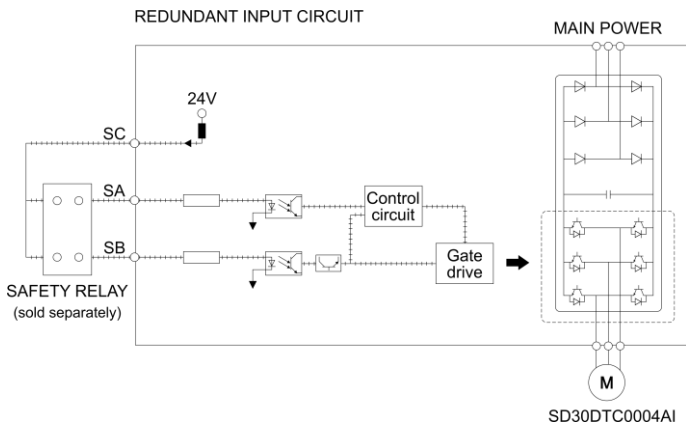 REDUNDANT INPUT CIRCUIT
MAIN POWER
24V
SC
SA
SB
Control
circuit
Gate
drive
SAFETY RELAY
(sold separately)
M
SD30DTC0004AI